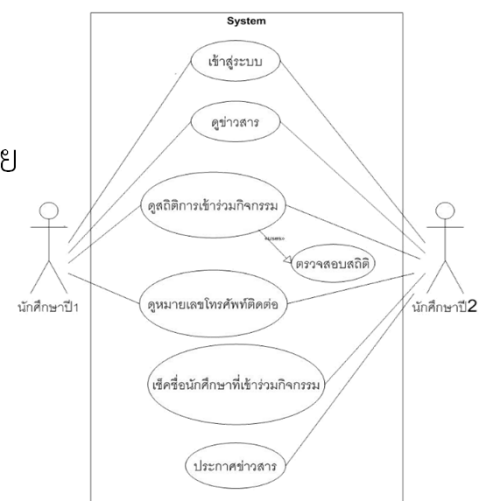 System
เข้าสู่ระบบ
ดูข่าวสาร
ย
ดูสถิติการเข้าร่วมกิจกรรม
ตรวจสอบสถิติ
นักศึกษาปี1
ดูหมายเลขโทรศัพท์ติดต่อ
นักศึกษาปี2
เช็คชื่อนักศึกษาที่เข้าร่วมกิจกรรม
ประกาศข่าวสาร